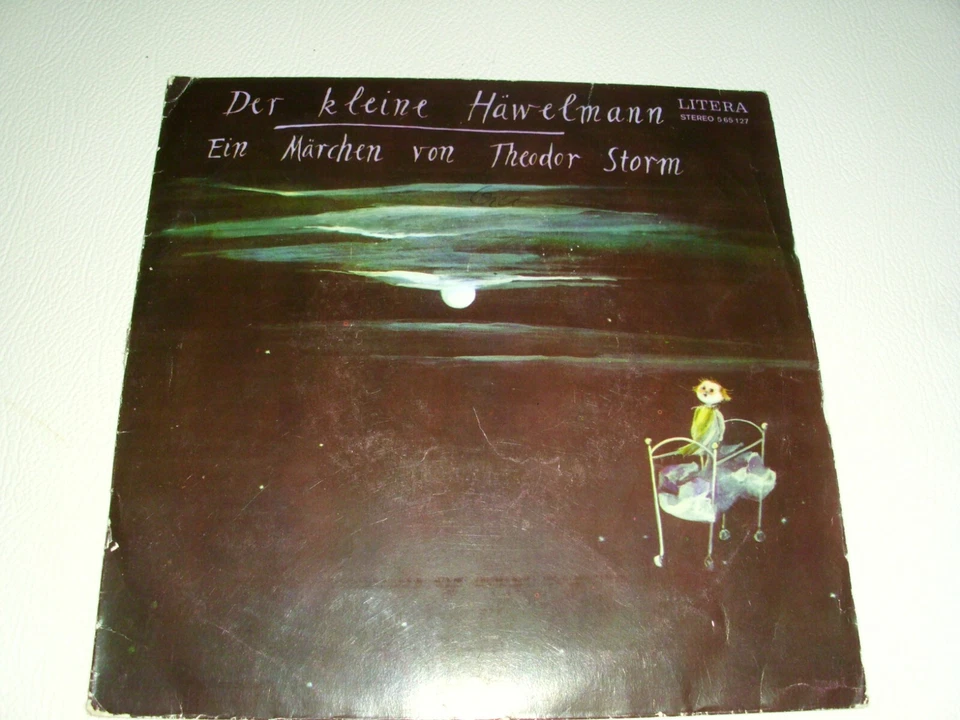 Der kleine Häwelmann
LITERA
STEREO 5 65 127
Ein Märchen von Theodor Storm